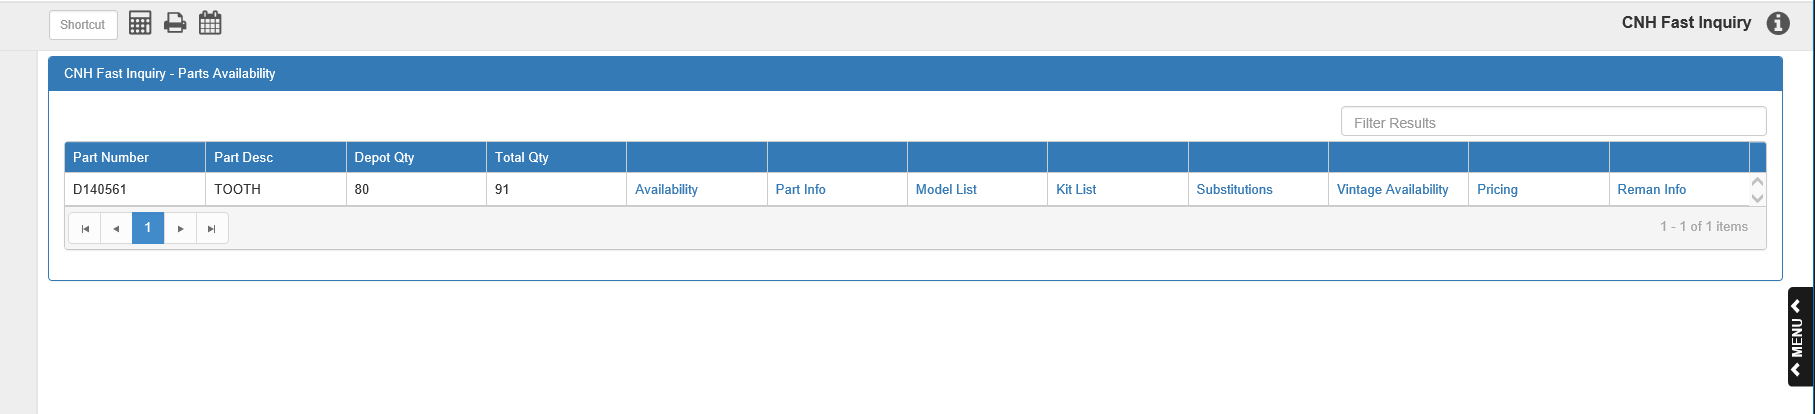 Shortcut
CNH Fast Inquiry
CNH Fast Inquiry - Parts Availability
Filter Results
Part Number Part Desc Depot Qty Total Qty
D140561 TOOTH 80 91 Availability Part Info Model List Kit List Substitutions Vintage Availability Pricing Reman Info
1
1 - 1 of 1 items
MENU